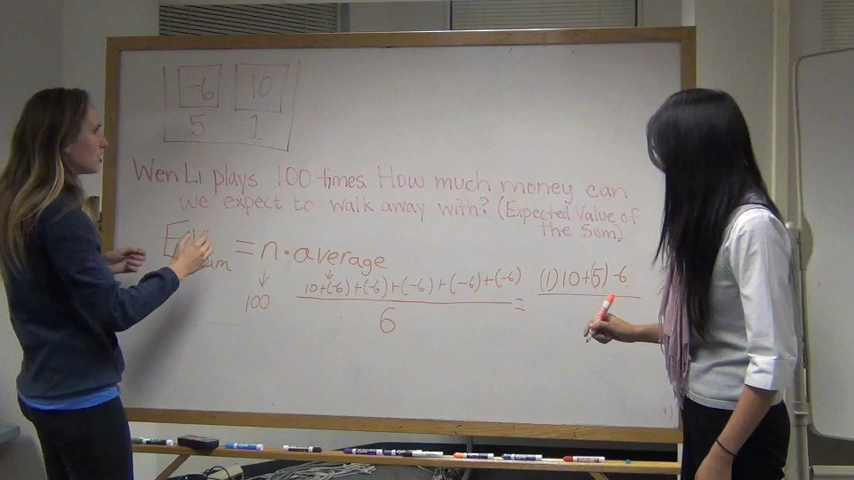 -6 10
5 1
Wen Li plays 100 times. How much money can
we expect to walk away with? (Expected Value of
the Sum)
= n · average
100
10+(-6)+(-6)+(-6)+(-6)+(-6)
6
=
(1)10+(5)-6